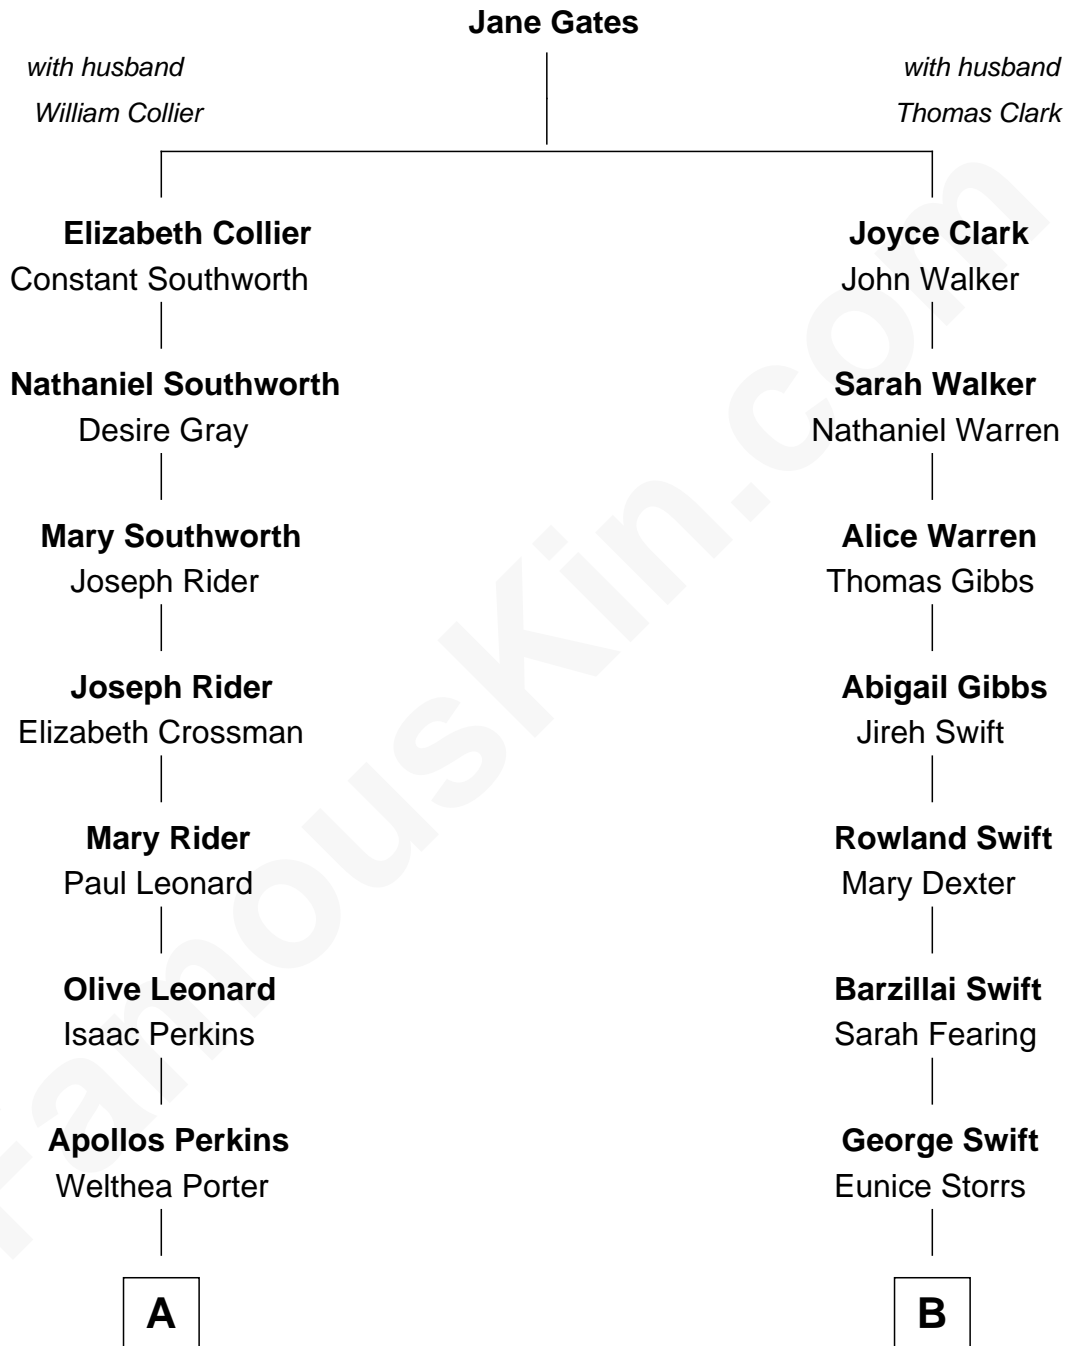 Jane Gates
with husband
William Collier
with husband
Thomas Clark
Elizabeth Collier
Constant Southworth
Joyce Clark
John Walker
Nathaniel Southworth
Desire Gray
Sarah Walker
Nathaniel Warren
Mary Southworth
Joseph Rider
Alice Warren
Thomas Gibbs
Joseph Rider
Elizabeth Crossman
Abigail Gibbs
Jireh Swift
Mary Rider
Paul Leonard
Rowland Swift
Mary Dexter
Olive Leonard
Isaac Perkins
Barzillai Swift
Sarah Fearing
Apollos Perkins
Welthea Porter
George Swift
Eunice Storrs
A
B
FamousKin.com